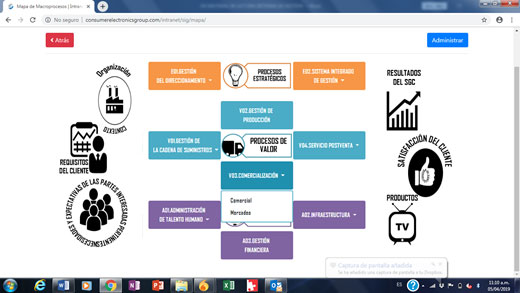 Mapa de Macroprocesos | Intran
No seguro | consumerelectronicsgroup.com/intranet/sig/mapa/
Atrás
Administrar
Organización
CONTEXTO
E01.GESTIÓN
DEL DIRECCIONAMIENTO
PROCESOS
ESTRATÉGICOS
E02.SISTEMA INTEGRADO
DE GESTIÓN
RESULTADOS
DEL SGC
V02.GESTIÓN DE
PRODUCCIÓN
REQUISITOS
DEL CLIENTE
V01.GESTIÓN DE
LA CADENA DE SUMINISTROS
PROCESOS DE
VALOR
V04.SERVICIO POSTVENTA
SATISFACCIÓN DEL CLIENTE
V03.COMERCIALIZACIÓN
Comercial
Mercadeo
NECESIDADES Y EXPECTATIVAS DE LAS PARTES INTERESADAS PERTINENTES
A01.ADMINISTRACIÓN
DE TALENTO HUMANO
A02.INFRAESTRUCTURA
PRODUCTOS
TV
A03.GESTIÓN
FINANCIERA
Captura de pantalla añadida
Se ha añadido una captura de pantalla a tu Dropbox.
ES
11:10 a.m.
05/04/2019